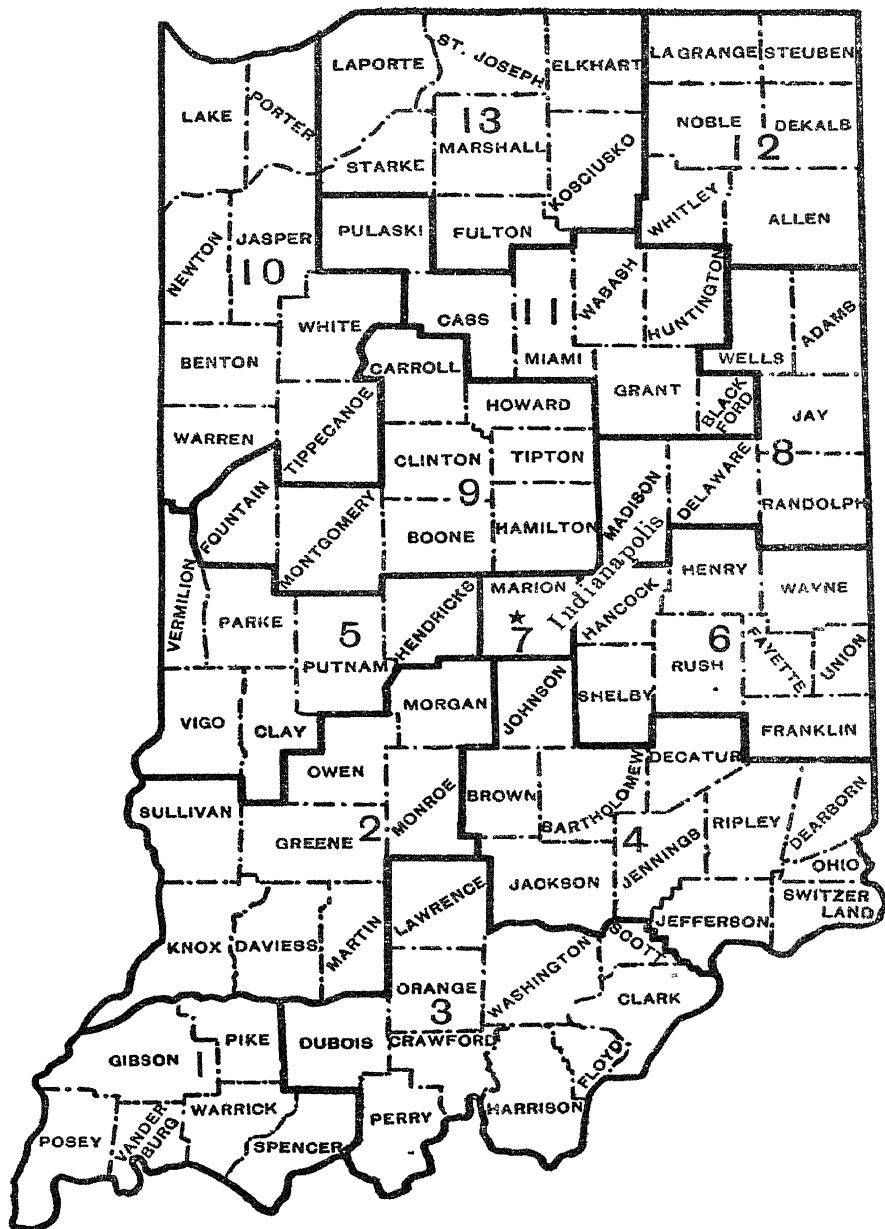 LAPORTE
ST. JOSEPH
ELKHART
LAGRANGE
STEUBEN
LAKE
PORTER
13
MARSHALL
NOBLE
DEKALB
12
STARKE
KOSCIUSKO
WHITLEY
ALLEN
NEWTON
JASPER
10
PULASKI
FULTON
WABASH
HUNTINGTON
WHITE
CASS
11
MIAMI
WELLS
ADAMS
BENTON
CARROLL
GRANT
BLACK
FORD
HOWARD
JAY
WARREN
TIPPECANOE
CLINTON
TIPTON
8
9
MADISON
DELAWARE
RANDOLPH
FOUNTAIN
MONTGOMERY
BOONE
HAMILTON
Indianapolis
HENRY
WAYNE
VERMILION
PARKE
5
PUTNAM
HENDRICKS
MARION
7
HANCOCK
6
RUSH
FAYETTE
UNION
VIGO
CLAY
MORGAN
JOHNSON
SHELBY
FRANKLIN
OWEN
DECATUR
SULLIVAN
GREENE
2
MONROE
BROWN
BARTHOLOMEW
4
JENNINGS
RIPLEY
DEARBORN
OHIO
SWITZER
LAND
JACKSON
JEFFERSON
LAWRENCE
KNOX
DAVIESS
MARTIN
SCOTT
WASHINGTON
ORANGE
3
CLARK
GIBSON
1
PIKE
DUBOIS
CRAWFORD
FLOYD
HARRISON
POSEY
VANDER
BURG
WARRICK
SPENCER
PERRY